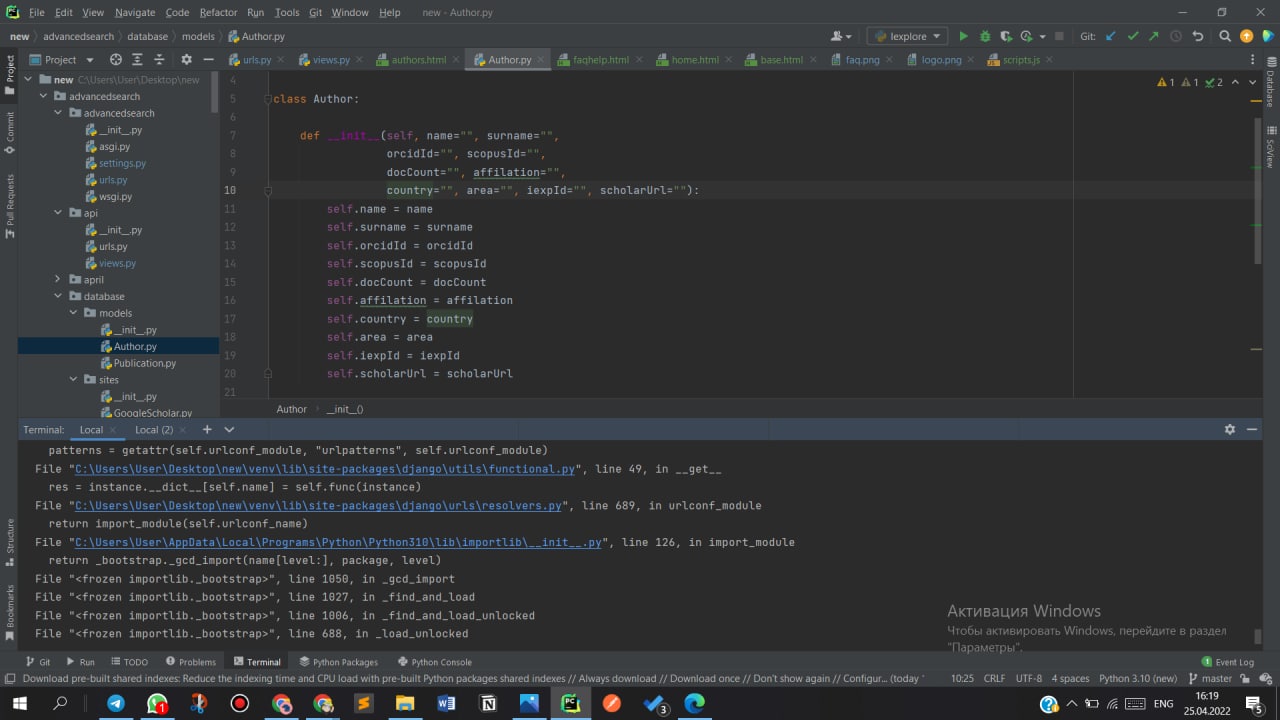 File Edit View Navigate Code Refactor Run Tools Git Window Help new - Author.py
new advancedsearch database models Author.py lexplore Git:
Project urls.py views.py authors.html Author.py faqhelp.html home.html base.html faq.png logo.png scripts.js
Project
Commit
Pull Requests
Structure
Bookmarks
Database
SciView
new C:\Users\User\Desktop\new
advancedsearch
advancedsearch
__init__.py
asgi.py
settings.py
urls.py
wsgi.py
api
__init__.py
urls.py
views.py
april
database
models
__init__.py
Author.py
Publication.py
sites
__init__.py
GoogleScholar.py
1 1 2
4
5 class Author:
6
7 def __init__(self, name="", surname="",
8 orcidId="", scopusId="",
9 docCount="", affilation="",
10 country="", area="", iexpId="", scholarUrl=""):
11 self.name = name
12 self.surname = surname
13 self.orcidId = orcidId
14 self.scopusId = scopusId
15 self.docCount = docCount
16 self.affilation = affilation
17 self.country = country
18 self.area = area
19 self.iexpId = iexpId
20 self.scholarUrl = scholarUrl
21
Author __init__()
Terminal: Local Local (2)
patterns = getattr(self.urlconf_module, "urlpatterns", self.urlconf_module)
File "C:\Users\User\Desktop\new\venv\lib\site-packages\django\utils\functional.py", line 49, in __get__
res = instance.__dict__[self.name] = self.func(instance)
File "C:\Users\User\Desktop\new\venv\lib\site-packages\django\urls\resolvers.py", line 689, in urlconf_module
return import_module(self.urlconf_name)
File "C:\Users\User\AppData\Local\Programs\Python\Python310\lib\importlib\__init__.py", line 126, in import_module
return _bootstrap._gcd_import(name[level:], package, level)
File "<frozen importlib._bootstrap>", line 1050, in _gcd_import
File "<frozen importlib._bootstrap>", line 1027, in _find_and_load
File "<frozen importlib._bootstrap>", line 1006, in _find_and_load_unlocked
File "<frozen importlib._bootstrap>", line 688, in _load_unlocked
Активация Windows
Чтобы активировать Windows, перейдите в раздел
"Параметры".
Git Run TODO Problems Terminal Python Packages Python Console 1 Event Log
Download pre-built shared indexes: Reduce the indexing time and CPU load with pre-built Python packages shared indexes // Always download // Download once // Don't show again // Configur... (today 10:25 CRLF UTF-8 4 spaces Python 3.10 (new) master
1 3 ENG 16:19
25.04.2022 5